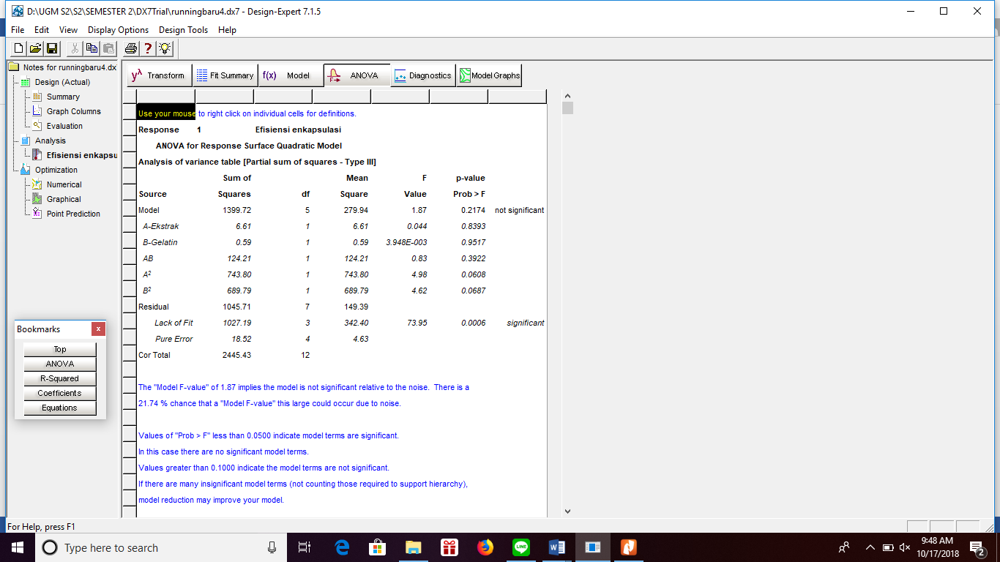 D:\UGM S2\S2\SEMESTER 2\DX7Trial\runningbaru4.dx7 - Design-Expert 7.1.5
File Edit View Display Options Design Tools Help
Notes for runningbaru4.dx
Design (Actual)
Summary
Graph Columns
Evaluation
Analysis
Efisiensi enkapsu
Optimization
Numerical
Graphical
Point Prediction
Bookmarks x
Top
ANOVA
R-Squared
Coefficients
Equations
yλ Transform Fit Summary f(x) Model ANOVA Diagnostics Model Graphs
Use your mouse to right click on individual cells for definitions.
Response 1 Efisiensi enkapsulasi
ANOVA for Response Surface Quadratic Model
Analysis of variance table [Partial sum of squares - Type III]
Sum of Mean F p-value
Source Squares df Square Value Prob > F
Model 1399.72 5 279.94 1.87 0.2174 not significant
A-Ekstrak 6.61 1 6.61 0.044 0.8393
B-Gelatin 0.59 1 0.59 3.948E-003 0.9517
AB 124.21 1 124.21 0.83 0.3922
A² 743.80 1 743.80 4.98 0.0608
B² 689.79 1 689.79 4.62 0.0687
Residual 1045.71 7 149.39
Lack of Fit 1027.19 3 342.40 73.95 0.0006 significant
Pure Error 18.52 4 4.63
Cor Total 2445.43 12
The "Model F-value" of 1.87 implies the model is not significant relative to the noise. There is a
21.74 % chance that a "Model F-value" this large could occur due to noise.
Values of "Prob > F" less than 0.0500 indicate model terms are significant.
In this case there are no significant model terms.
Values greater than 0.1000 indicate the model terms are not significant.
If there are many insignificant model terms (not counting those required to support hierarchy),
model reduction may improve your model.
For Help, press F1
Type here to search
9:48 AM
10/17/2018
2